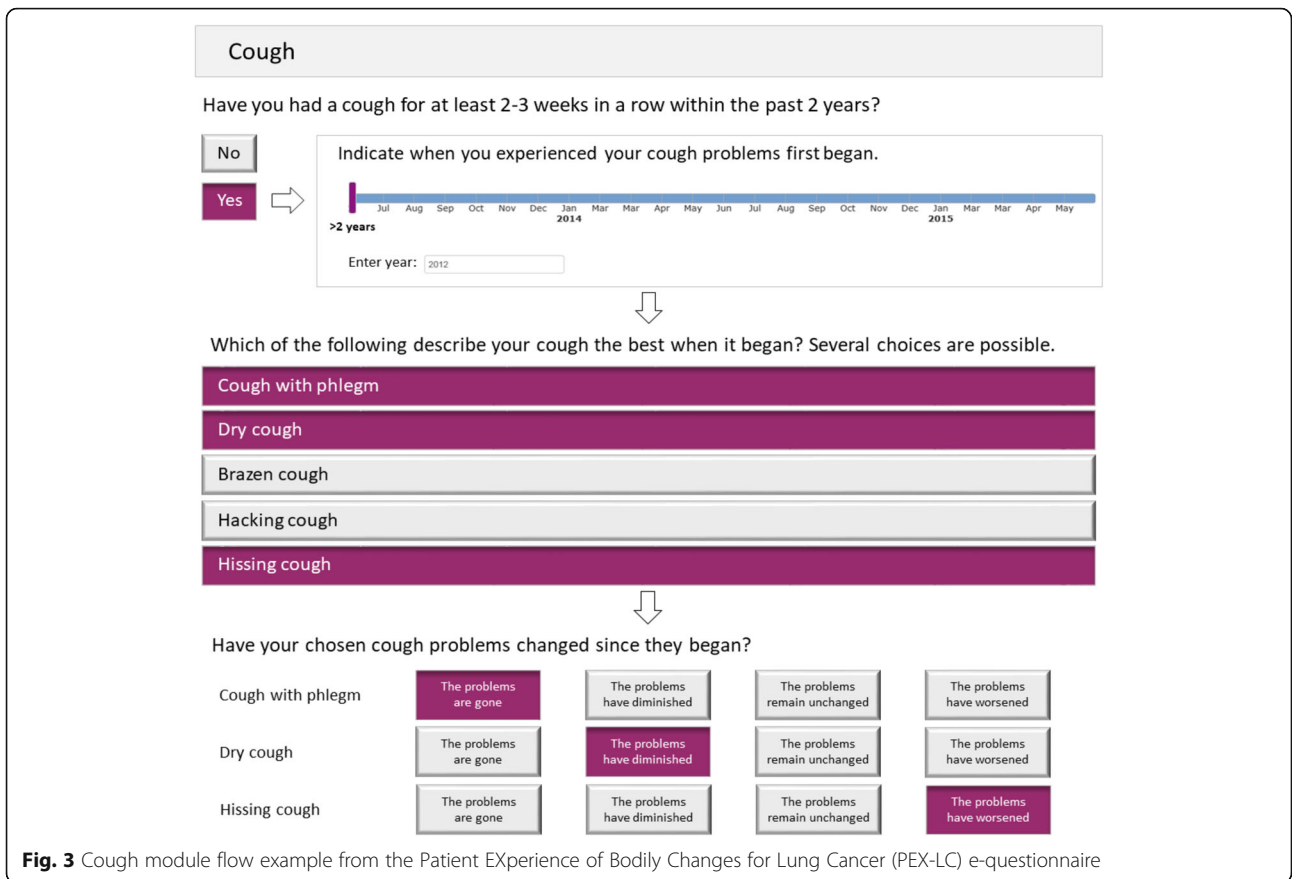 Cough
Have you had a cough for at least 2-3 weeks in a row within the past 2 years?
No
Yes
Indicate when you experienced your cough problems first began.
Jul Aug Sep Oct Nov Dec Jan Mar Mar Apr May Jun Jul Aug Sep Oct Nov Dec Jan Mar Mar Apr May
2014 2015
>2 years
Enter year: 2012
Which of the following describe your cough the best when it began? Several choices are possible.
Cough with phlegm
Dry cough
Brazen cough
Hacking cough
Hissing cough
Have your chosen cough problems changed since they began?
Cough with phlegm
The problems
are gone
The problems
have diminished
The problems
remain unchanged
The problems
have worsened
Dry cough
The problems
are gone
The problems
have diminished
The problems
remain unchanged
The problems
have worsened
Hissing cough
The problems
are gone
The problems
have diminished
The problems
remain unchanged
The problems
have worsened
Fig. 3 Cough module flow example from the Patient EXperience of Bodily Changes for Lung Cancer (PEX-LC) e-questionnaire